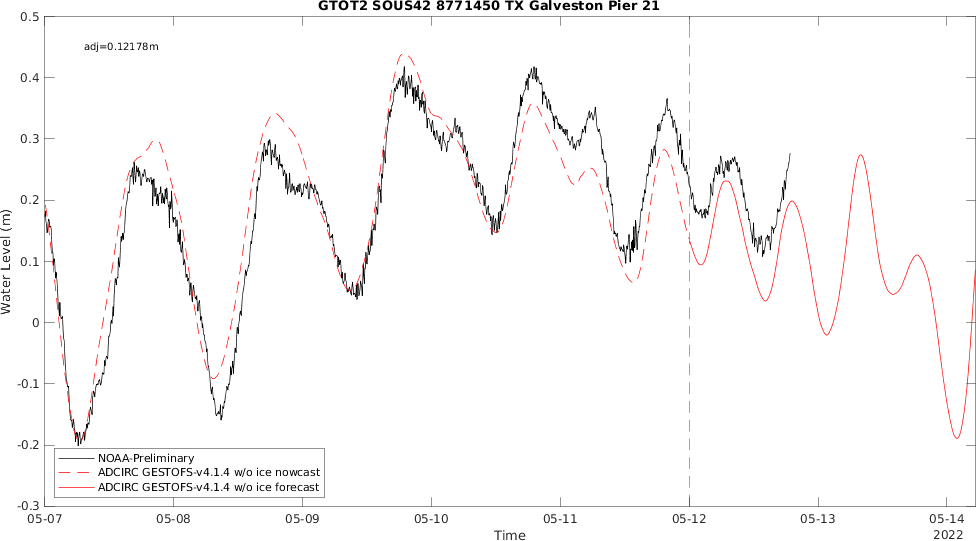 GTOT2 SOUS42 8771450 TX Galveston Pier 21
0.5
adj=0.12178m
0.4
0.3
0.2
0.1
0
-0.1
-0.2
-0.3
Water Level (m)
NOAA-Preliminary
ADCIRC GESTOFS-v4.1.4 w/o ice nowcast
ADCIRC GESTOFS-v4.1.4 w/o ice forecast
05-07 05-08 05-09 05-10 05-11 05-12 05-13 05-14
Time 2022